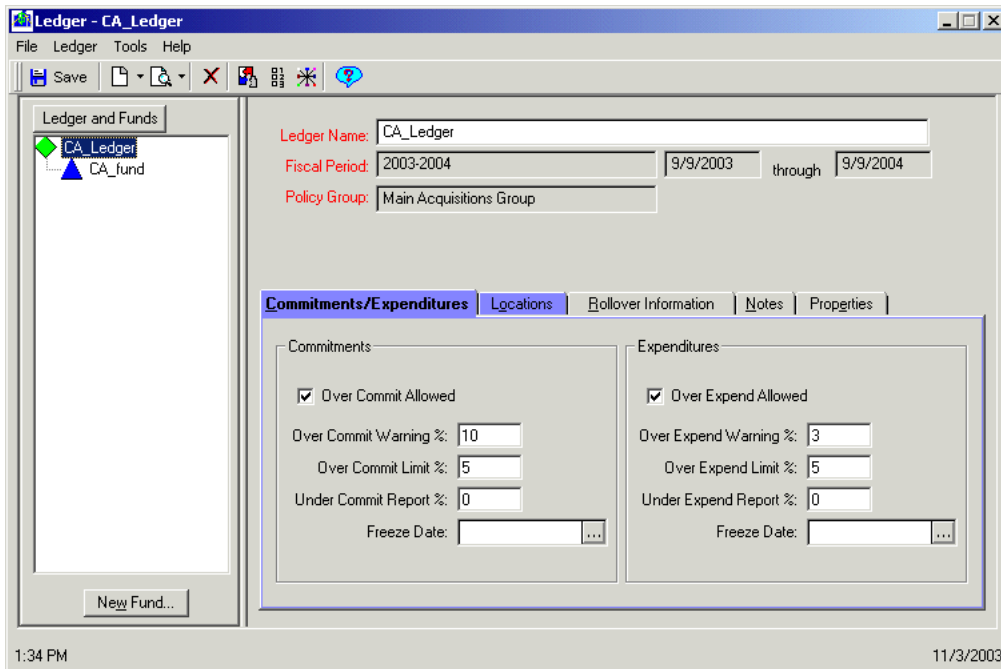 Ledger - CA_Ledger
File Ledger Tools Help
Save
Ledger and Funds
CA_Ledger
CA_fund
New Fund...
Ledger Name: CA_Ledger
Fiscal Period: 2003-2004 9/9/2003 through 9/9/2004
Policy Group: Main Acquisitions Group
Commitments/Expenditures Locations Rollover Information Notes Properties
Commitments
Over Commit Allowed
Over Commit Warning %: 10
Over Commit Limit %: 5
Under Commit Report %: 0
Freeze Date: ...
Expenditures
Over Expend Allowed
Over Expend Warning %: 3
Over Expend Limit %: 5
Under Expend Report %: 0
Freeze Date: ...
1:34 PM 11/3/2003